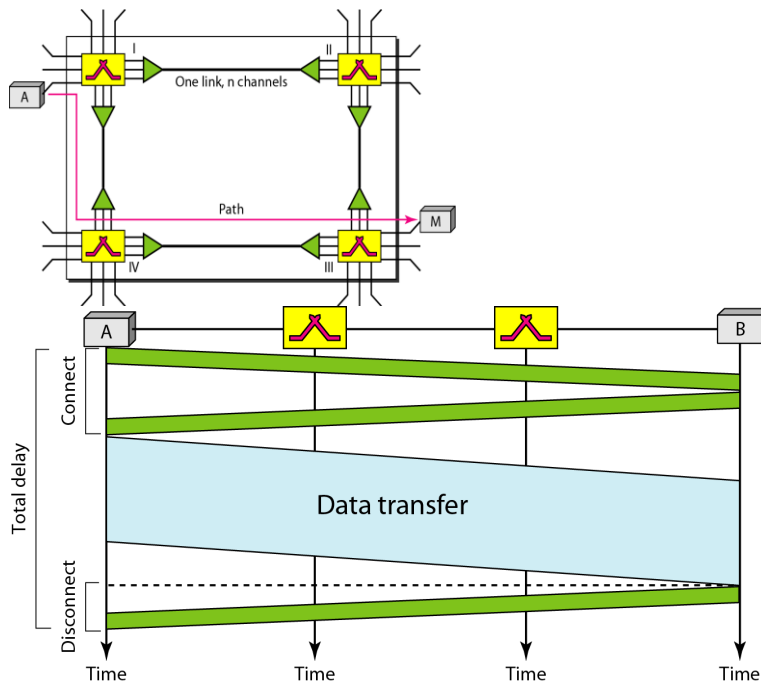 I
II
One link, n channels
A
Path
M
IV
III
A
B
Connect
Total delay
Data transfer
Disconnect
Time
Time
Time
Time